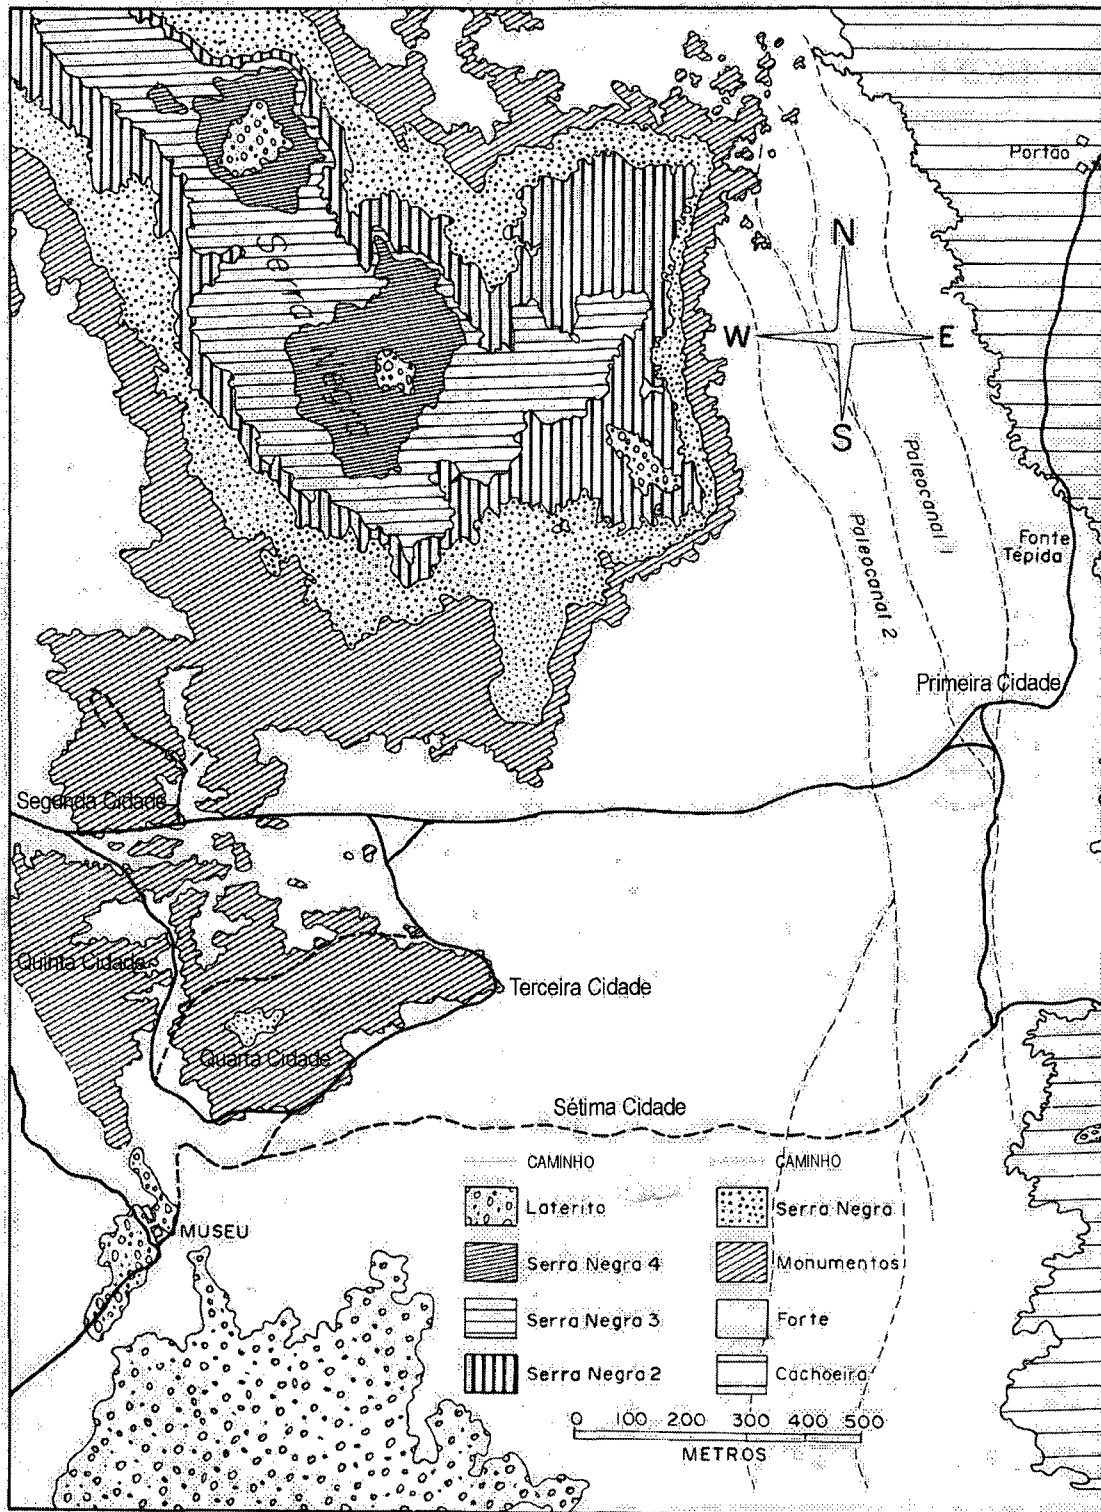 Portão
Serra
Negra
N
W
E
S
Paleocanal 1
Paleocanal 2
Fonte
Tépida
Primeira Cidade
Segunda Cidade
Quinta Cidade
Terceira Cidade
Quarta Cidade
Sétima Cidade
MUSEU
CAMINHO
Laterito
Serra Negra 4
Serra Negra 3
Serra Negra 2
CAMINHO
Serra Negra
Monumentos
Forte
Cachoeira
0 100 200 300 400 500
METROS